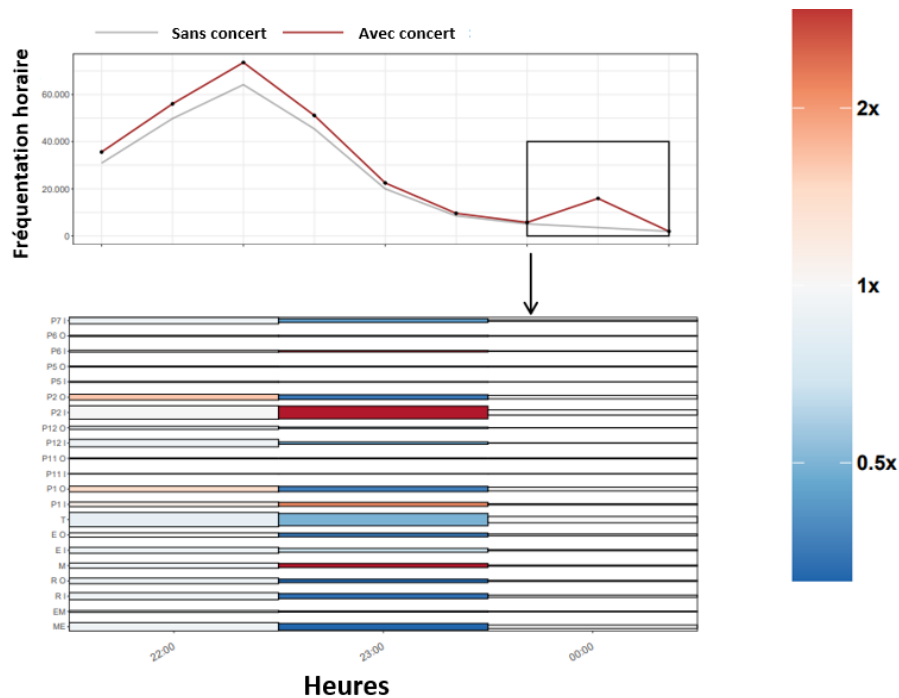 Sans concert
Avec concert
Fréquentation horaire
60.000
40.000
20.000
0
2x
1x
0.5x
P7 I
P6 O
P6 I
P5 O
P5 I
P2 O
P2 I
P12 O
P12 I
P11 O
P11 I
P1 O
P1 I
T
E O
E I
M
R O
R I
EM
ME
22:00
23:00
00:00
Heures